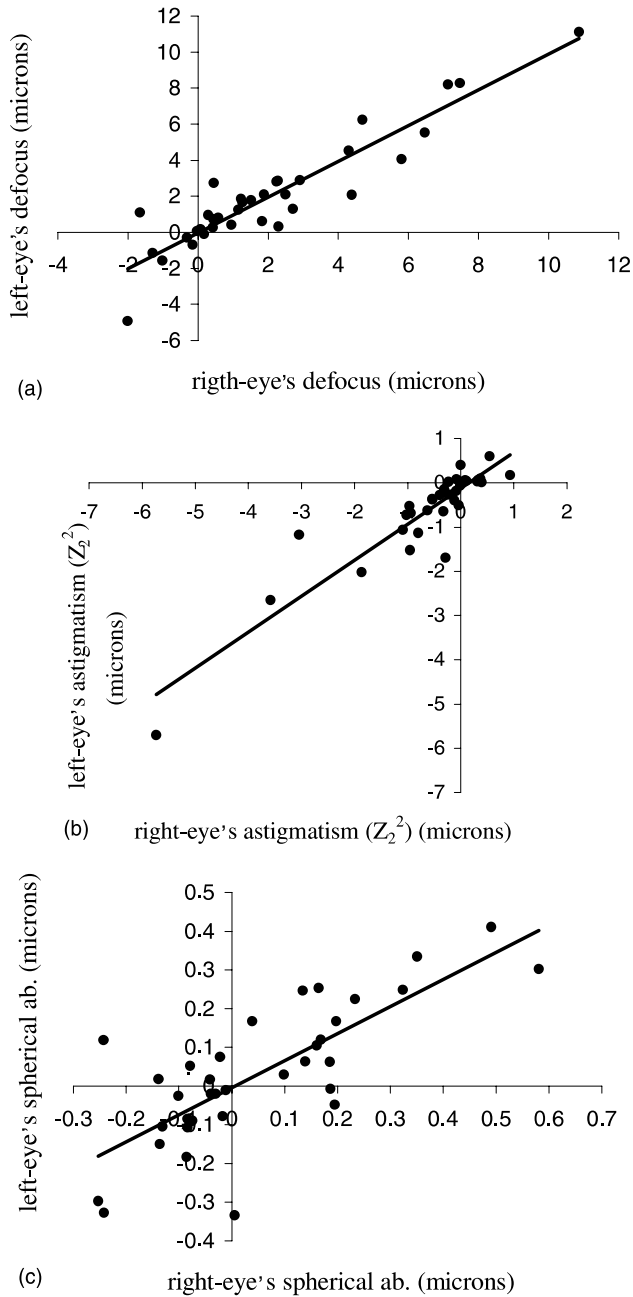 12
10
8
6
4
2
0
-2
-4
-6
-4 -2 0 2 4 6 8 10 12
left-eye's defocus (microns)
rigth-eye's defocus (microns)
(a)
1
0
-1
-2
-3
-4
-5
-6
-7
-7 -6 -5 -4 -3 -2 -1 0 1 2
left-eye's astigmatism (Z₂²)
(microns)
(b) right-eye's astigmatism (Z₂²) (microns)
0.5
0.4
0.3
0.2
0.1
0
-0.1
-0.2
-0.3
-0.4
-0.3 -0.2 -0.1 0 0.1 0.2 0.3 0.4 0.5 0.6 0.7
left-eye's spherical ab. (microns)
(c) right-eye's spherical ab. (microns)